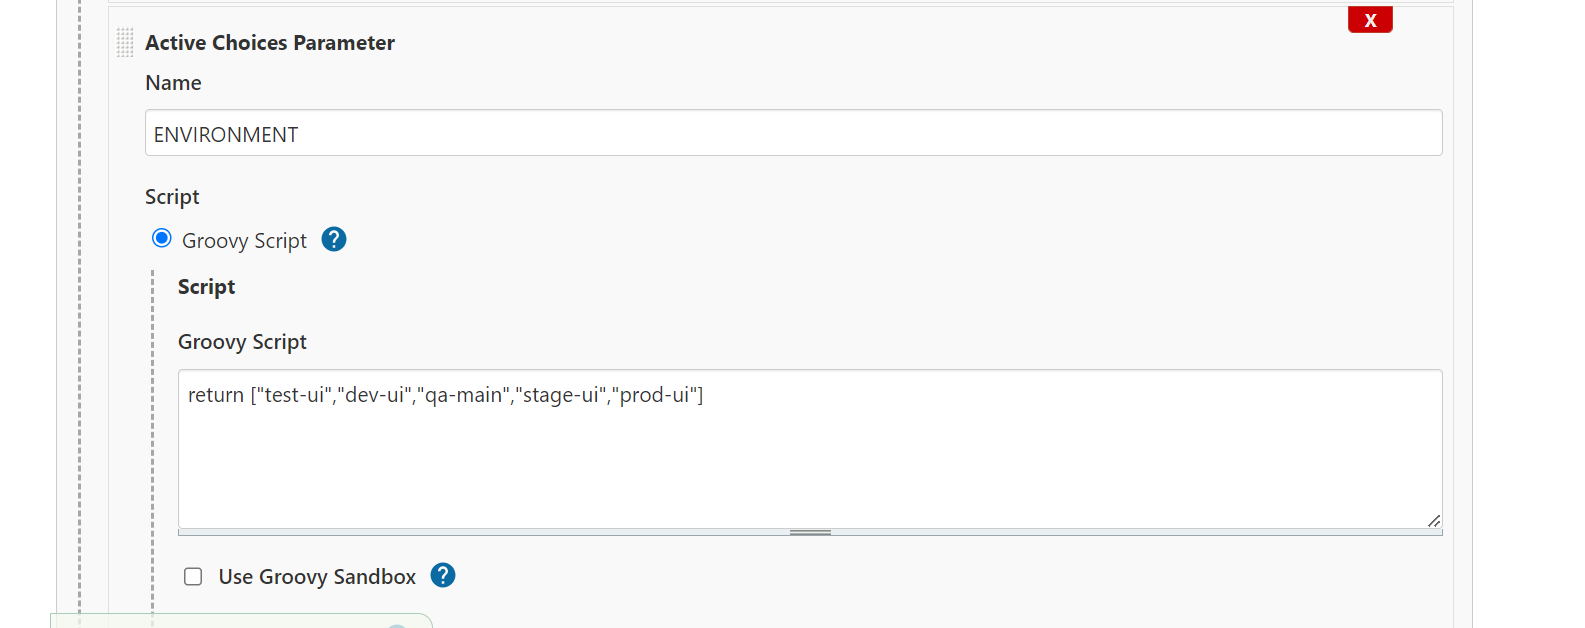 X
Active Choices Parameter
Name
ENVIRONMENT
Script
Groovy Script ?
Script
Groovy Script
return ["test-ui","dev-ui","qa-main","stage-ui","prod-ui"]
Use Groovy Sandbox ?